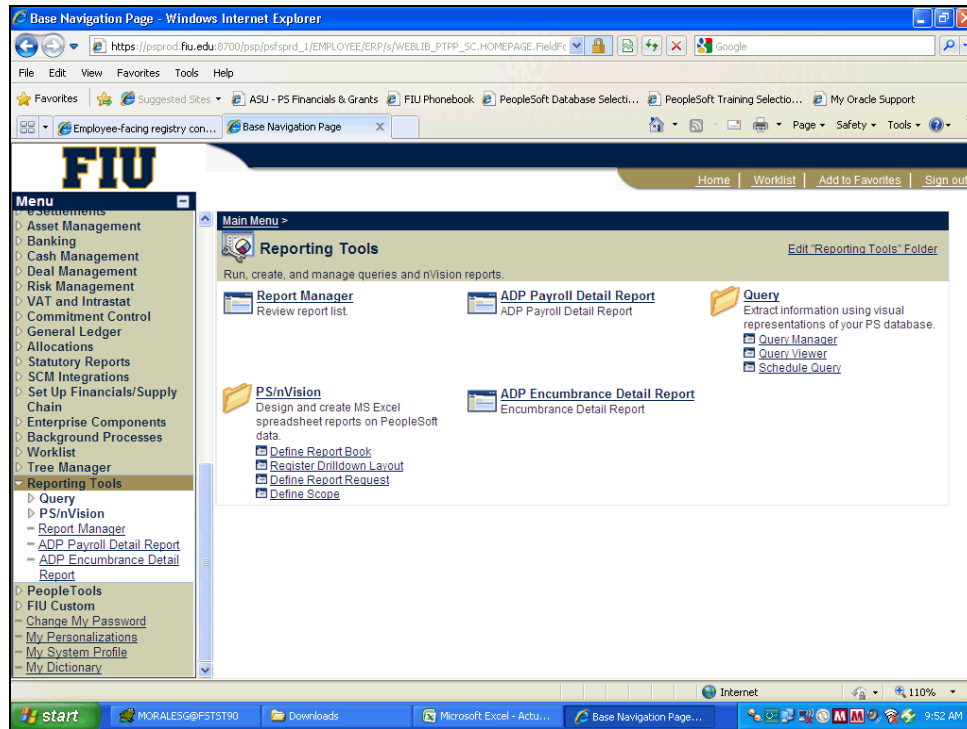 Base Navigation Page - Windows Internet Explorer
https://psprod.fiu.edu:8700/psp/psfsprd_1/EMPLOYEE/ERP/s/WEBLIB_PTPP_SC.HOMEPAGE.FieldFc
Google
File Edit View Favorites Tools Help
Favorites Suggested Sites ASU - PS Financials & Grants FIU Phonebook PeopleSoft Database Selecti... PeopleSoft Training Selectio... My Oracle Support
Employee-facing registry con... Base Navigation Page X Page Safety Tools
FIU
Home | Worklist | Add to Favorites | Sign out
Menu
eSettlements
Asset Management
Banking
Cash Management
Deal Management
Risk Management
VAT and Intrastat
Commitment Control
General Ledger
Allocations
Statutory Reports
SCM Integrations
Set Up Financials/Supply
Chain
Enterprise Components
Background Processes
Worklist
Tree Manager
Reporting Tools
Query
PS/nVision
Report Manager
ADP Payroll Detail Report
ADP Encumbrance Detail
Report
PeopleTools
FIU Custom
Change My Password
My Personalizations
My System Profile
My Dictionary
Main Menu >
Reporting Tools
Edit "Reporting Tools" Folder
Run, create, and manage queries and nVision reports.
Report Manager
Review report list.
ADP Payroll Detail Report
ADP Payroll Detail Report
Query
Extract information using visual
representations of your PS database.
Query Manager
Query Viewer
Schedule Query
PS/nVision
Design and create MS Excel
spreadsheet reports on PeopleSoft
data.
Define Report Book
Register Drilldown Layout
Define Report Request
Define Scope
ADP Encumbrance Detail Report
Encumbrance Detail Report
Internet 110%
start MORALESG@FSTST90 Downloads Microsoft Excel - Actu... Base Navigation Page... 9:52 AM